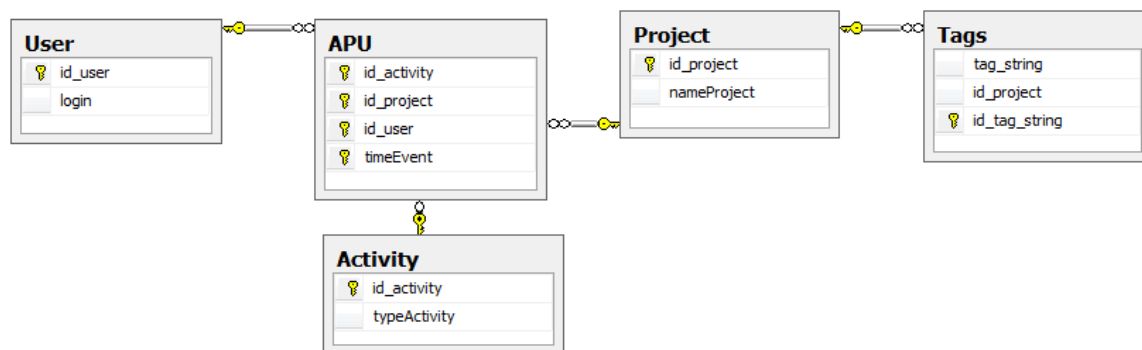 User
id_user
login
APU
id_activity
id_project
id_user
timeEvent
Project
id_project
nameProject
Tags
tag_string
id_project
id_tag_string
Activity
id_activity
typeActivity